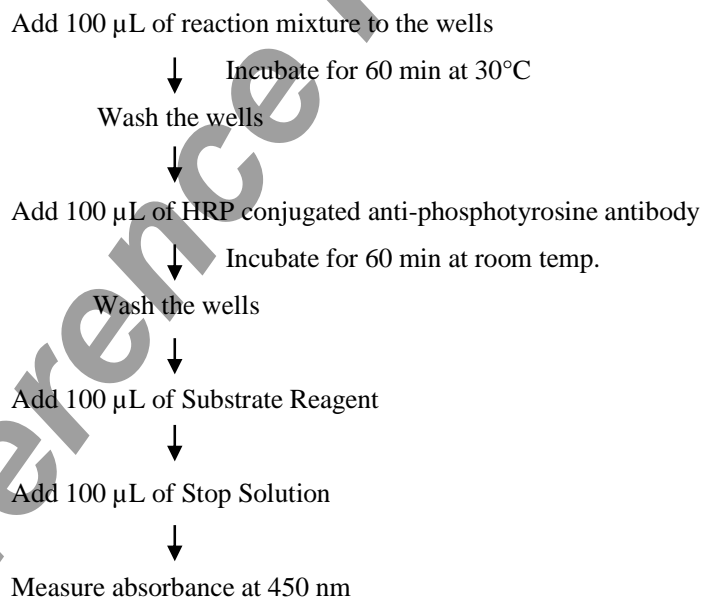 Add 100 µL of reaction mixture to the wells
Incubate for 60 min at 30°C
Wash the wells
Add 100 µL of HRP conjugated anti-phosphotyrosine antibody
Incubate for 60 min at room temp.
Wash the wells
Add 100 µL of Substrate Reagent
Add 100 µL of Stop Solution
Measure absorbance at 450 nm